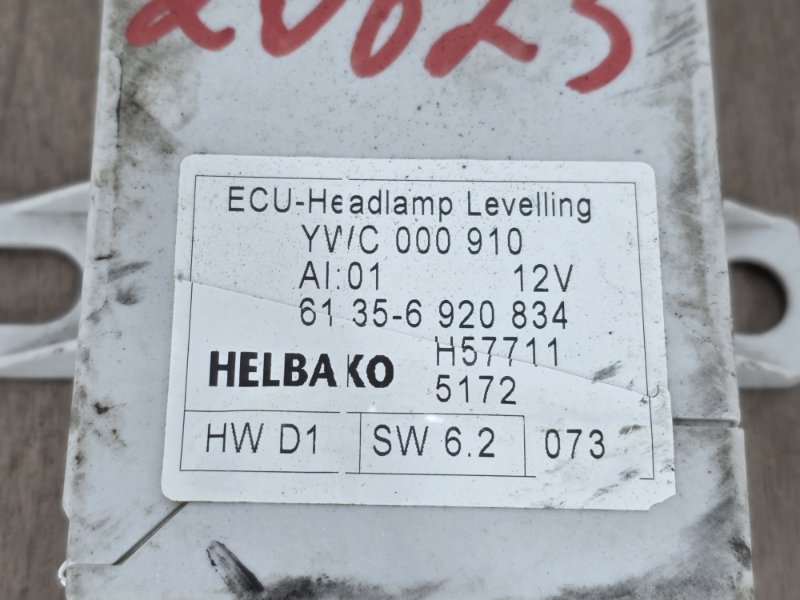 ECU-Headlamp Levelling
YWC 000 910
AI:01 12V
61 35-6 920 834
HELBAKO H57711
5172
HW D1 SW 6.2 073